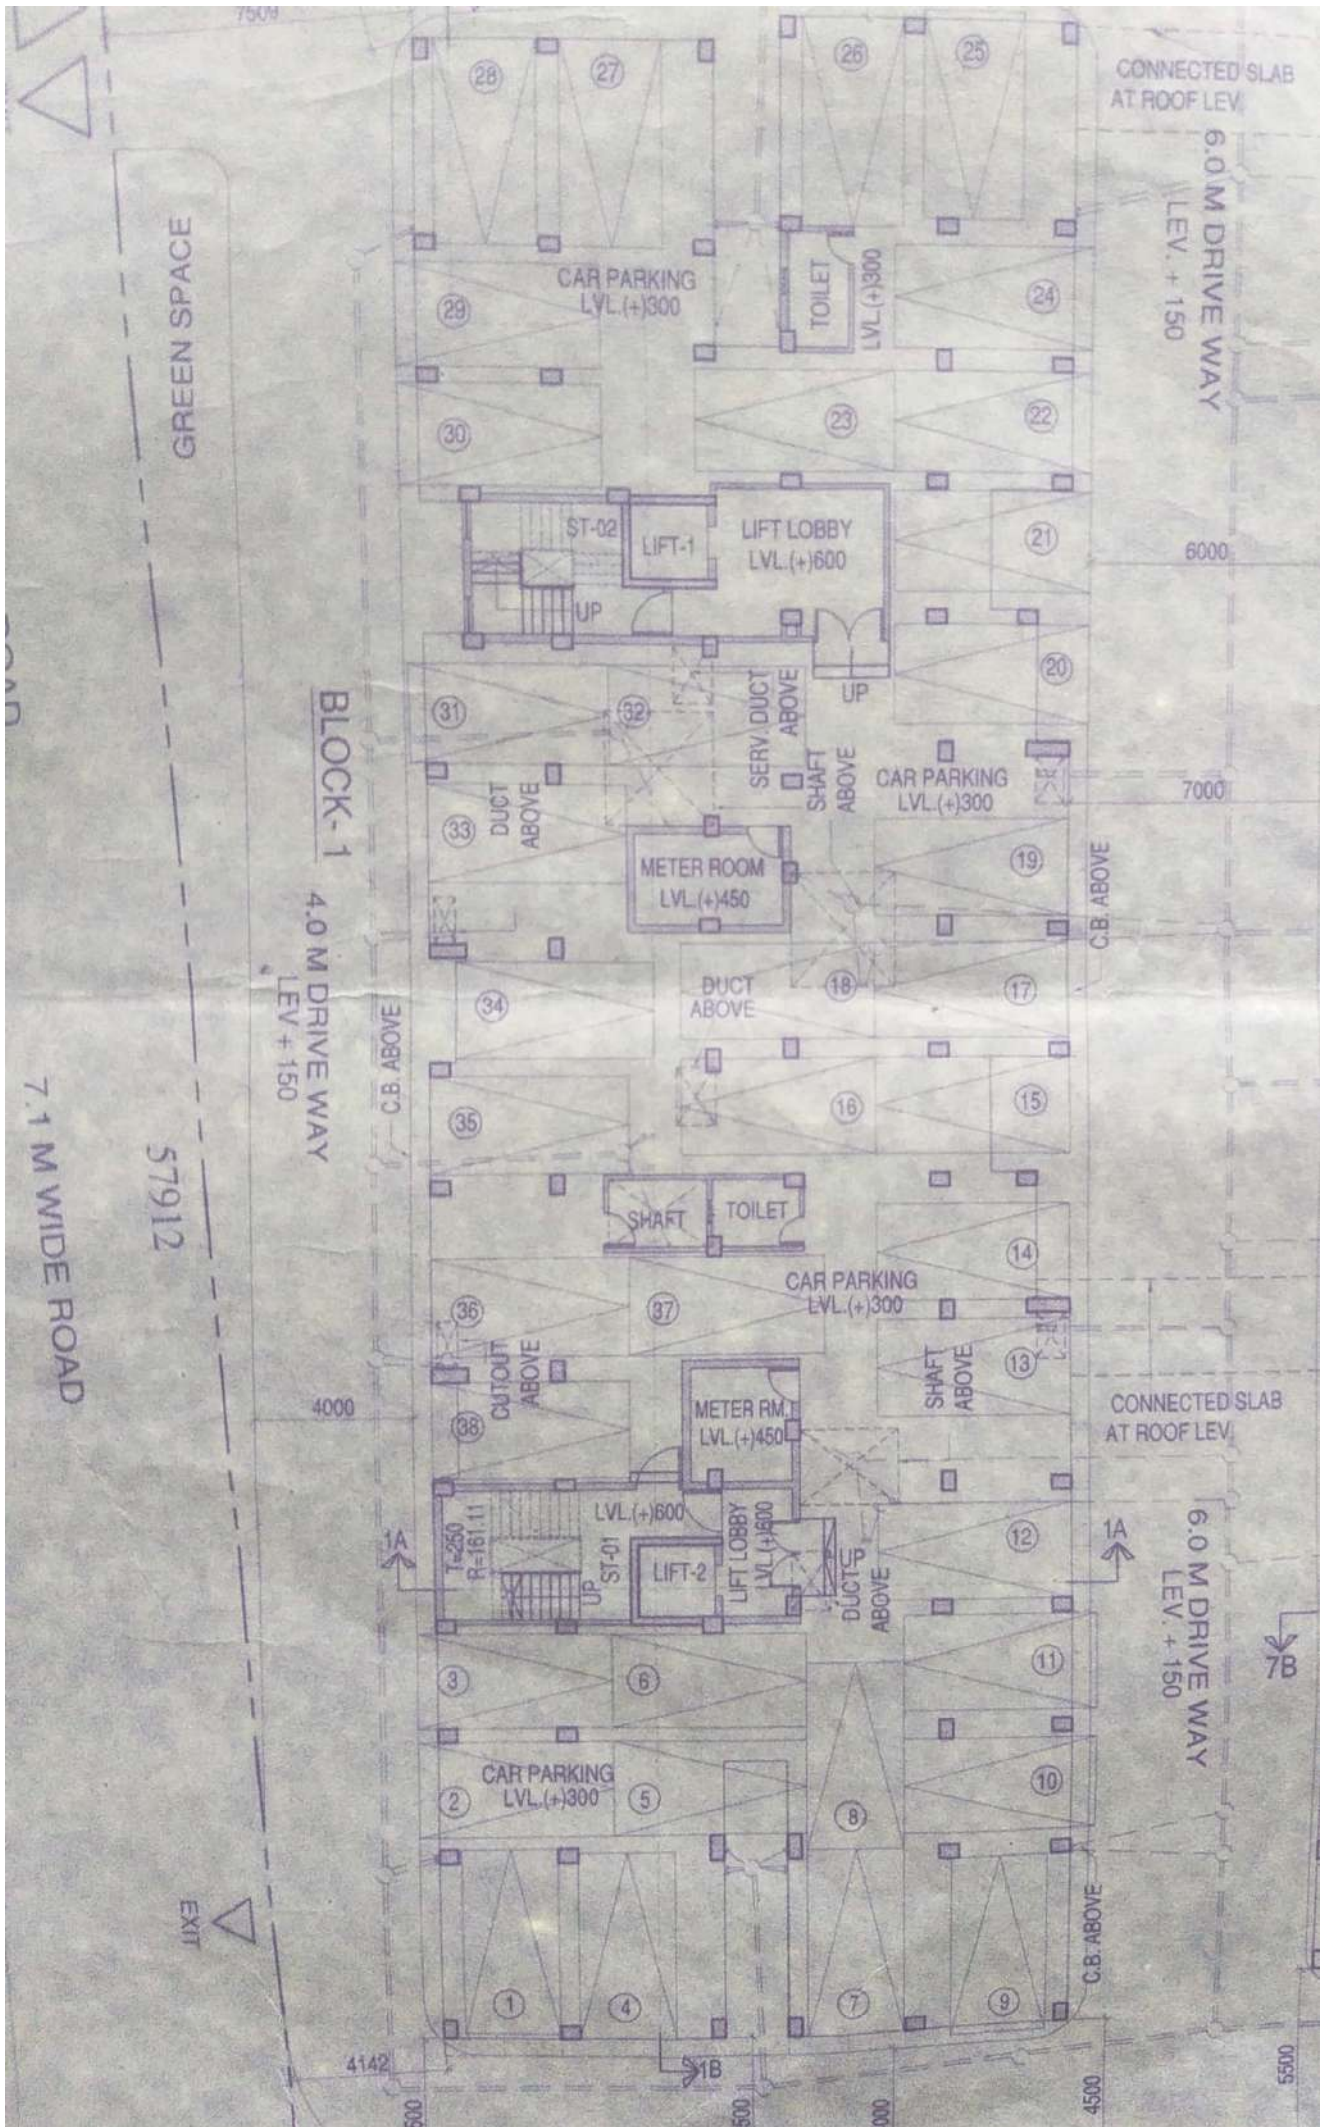 7509
28
27
26
25
CONNECTED SLAB
AT ROOF LEV.
6.0 M DRIVE WAY
LEV. + 150
GREEN SPACE
CAR PARKING
LVL.(+)300
TOILET
LVL.(+)300
29
24
30
23
22
ST-02
LIFT-1
LIFT LOBBY
LVL.(+)600
21
6000
UP
UP
20
31
32
SERV. DUCT
ABOVE
SHAFT
ABOVE
BLOCK- 1
CAR PARKING
LVL.(+)300
7000
DUCT
ABOVE
33
METER ROOM
LVL.(+)450
19
C.B. ABOVE
4.0 M DRIVE WAY
LEV + 150
34
DUCT
ABOVE
18
17
C.B. ABOVE
35
16
15
7.1 M WIDE ROAD
57912
SHAFT
TOILET
14
CAR PARKING
LVL.(+)300
36
37
CUTOUT
ABOVE
SHAFT
ABOVE
13
4000
38
METER RM.
LVL.(+)450
CONNECTED SLAB
AT ROOF LEV.
1A
T=250
R=161.11
LVL.(+)600
ST-01
UP
LIFT-2
LIFT LOBBY
LVL.(+)600
UP
DUCT
ABOVE
12
1A
6.0 M DRIVE WAY
LEV. + 150
7B
3
6
11
CAR PARKING
LVL.(+)300
2
5
8
10
EXIT
C.B. ABOVE
1
4
7
9
4142
1B
4500
5500